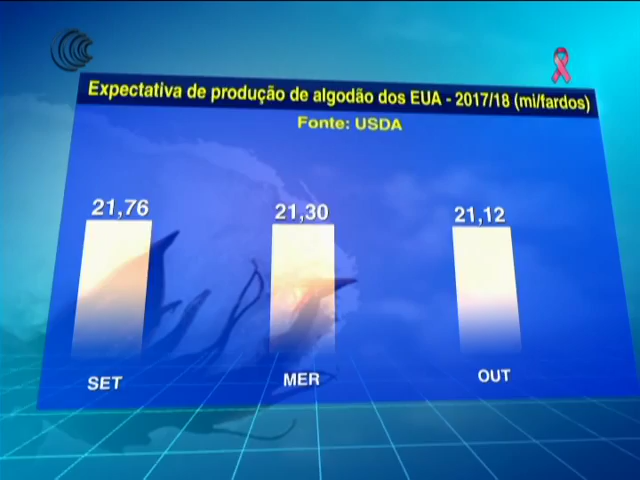 Expectativa de produção de algodão dos EUA - 2017/18 (mi/fardos)
Fonte: USDA
21,76
21,30
21,12
SET
MER
OUT